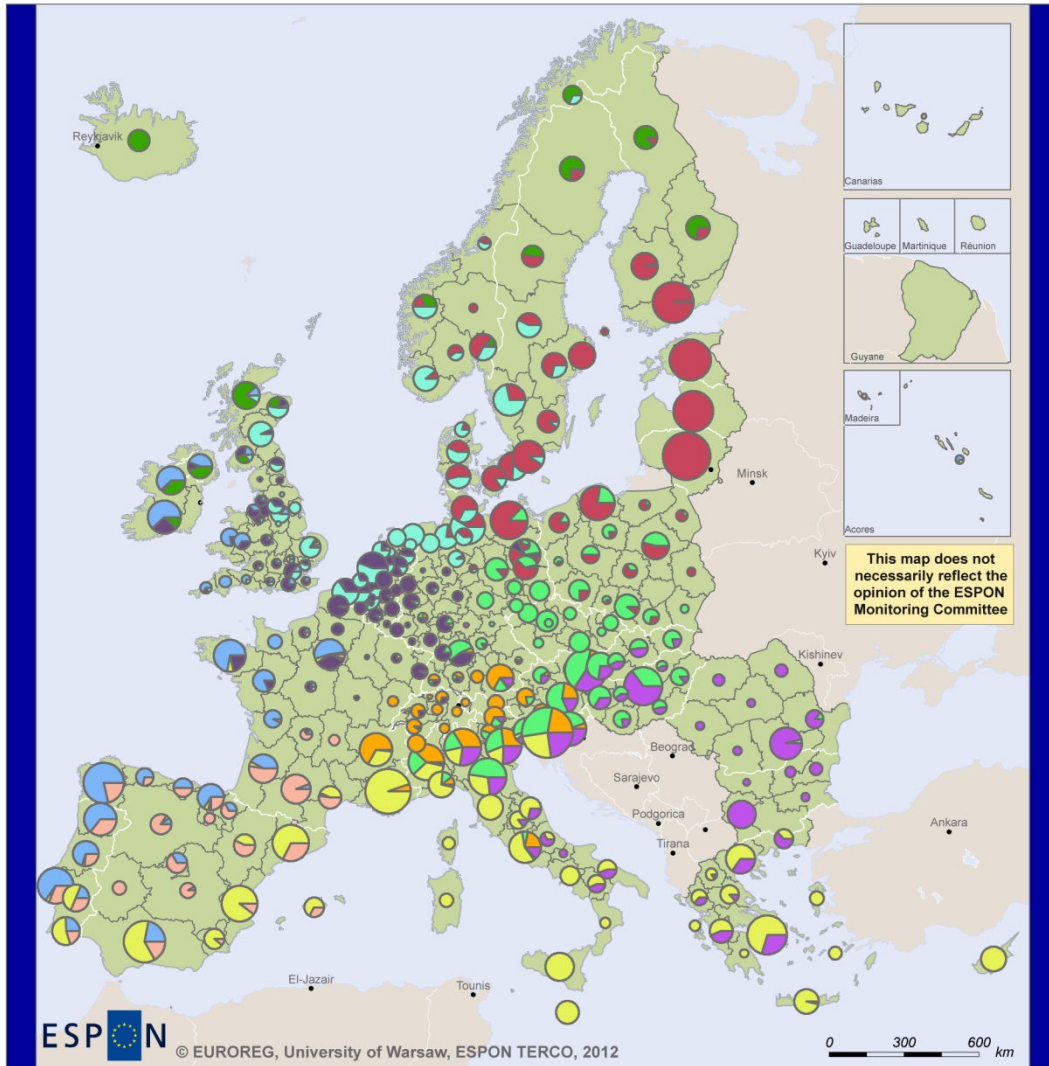 Reykjavik
Canarias
Guadeloupe
Martinique
Réunion
Guyane
Madeira
Acores
Minsk
Kyiv
This map does not
necessarily reflect the
opinion of the ESPON
Monitoring Committee
Kishinev
Beograd
Sarajevo
Podgorica
Tirana
Ankara
El-Jazair
Tounis
ESPON
© EUROREG, University of Warsaw, ESPON TERCO, 2012
0 300 600
km